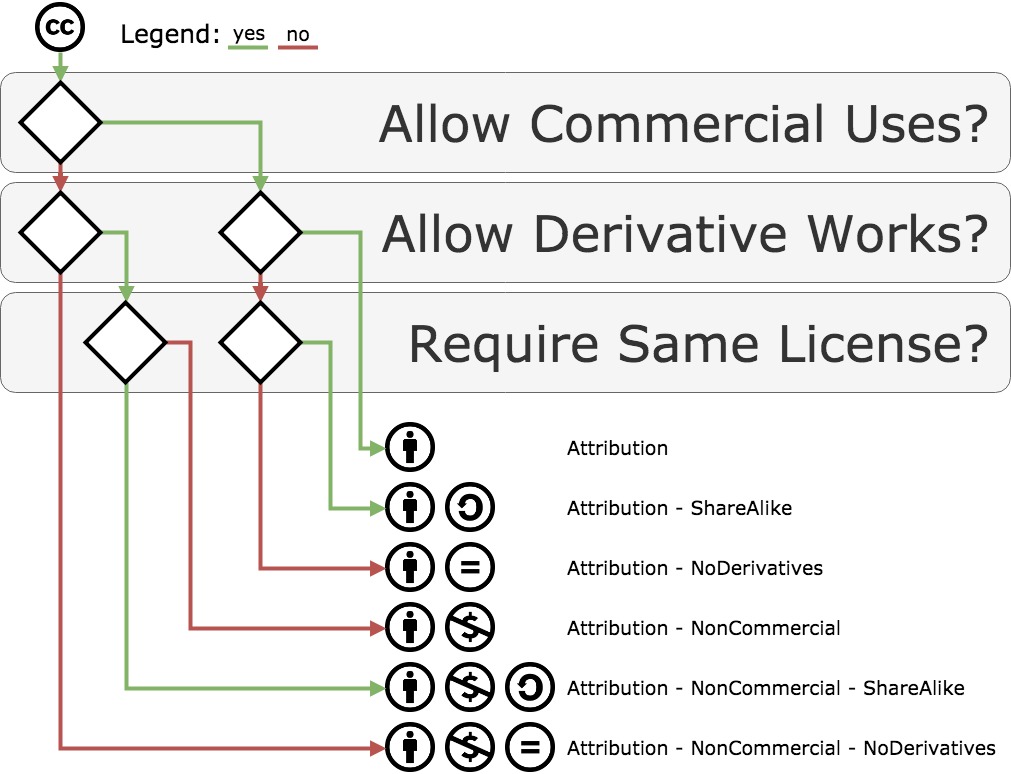 cc
Legend: yes no
Allow Commercial Uses?
Allow Derivative Works?
Require Same License?
Attribution
Attribution - ShareAlike
= Attribution - NoDerivatives
$ Attribution - NonCommercial
$ Attribution - NonCommercial - ShareAlike
$ = Attribution - NonCommercial - NoDerivatives